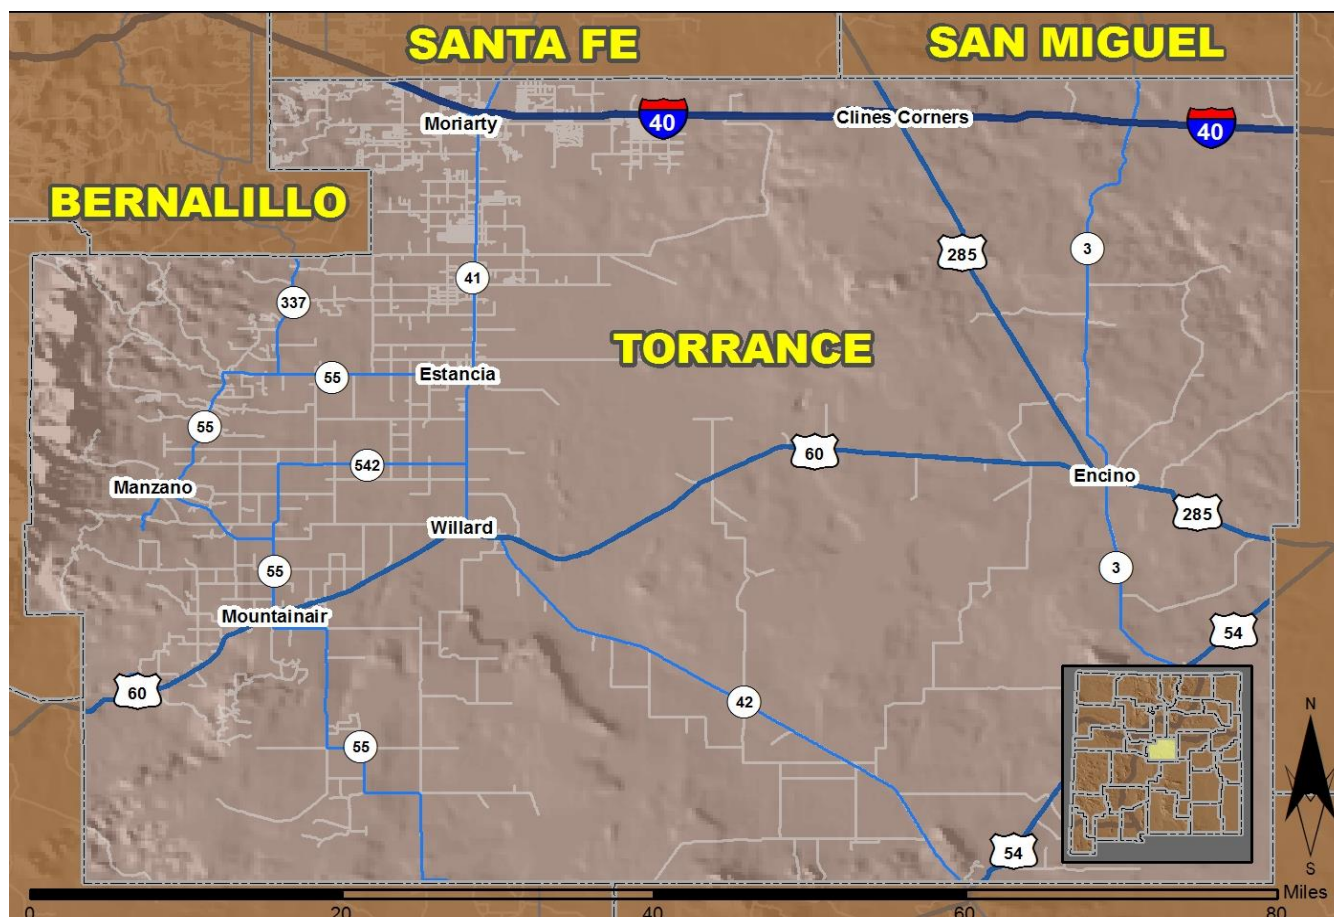 SANTA FE
SAN MIGUEL
Moriarty
40
Clines Corners
40
BERNALILLO
285
3
41
337
TORRANCE
55
Estancia
55
60
542
Encino
Manzano
285
Willard
55
3
Mountainair
54
60
42
N
55
54
S
Miles
0
20
40
60
80